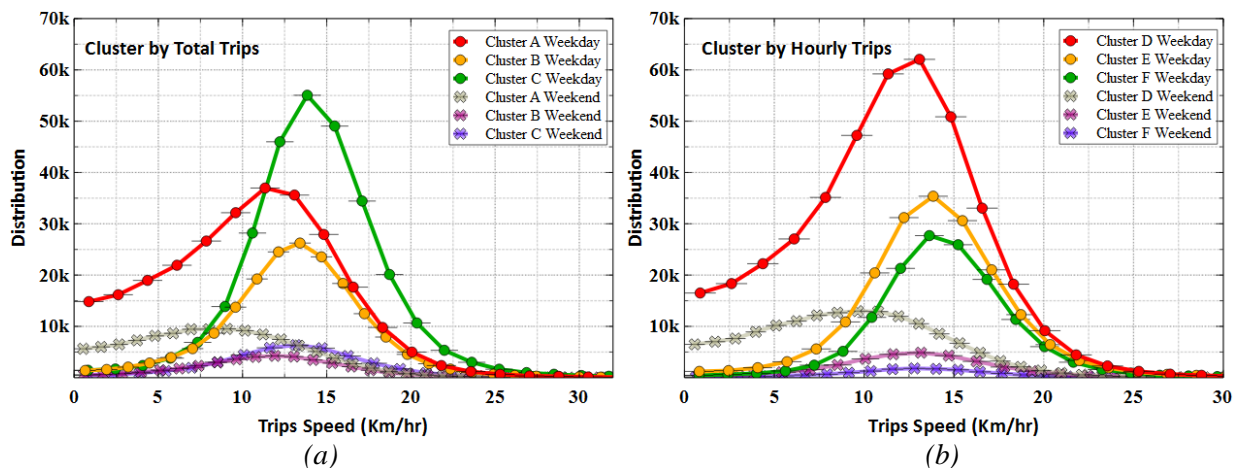 70k
60k
50k
40k
30k
20k
10k
Distribution
Cluster by Total Trips
Cluster A Weekday
Cluster B Weekday
Cluster C Weekday
Cluster A Weekend
Cluster B Weekend
Cluster C Weekend
0 5 10 15 20 25 30
Trips Speed (Km/hr)
(a)
70k
60k
50k
40k
30k
20k
10k
Distribution
Cluster by Hourly Trips
Cluster D Weekday
Cluster E Weekday
Cluster F Weekday
Cluster D Weekend
Cluster E Weekend
Cluster F Weekend
0 5 10 15 20 25 30
Trips Speed (Km/hr)
(b)